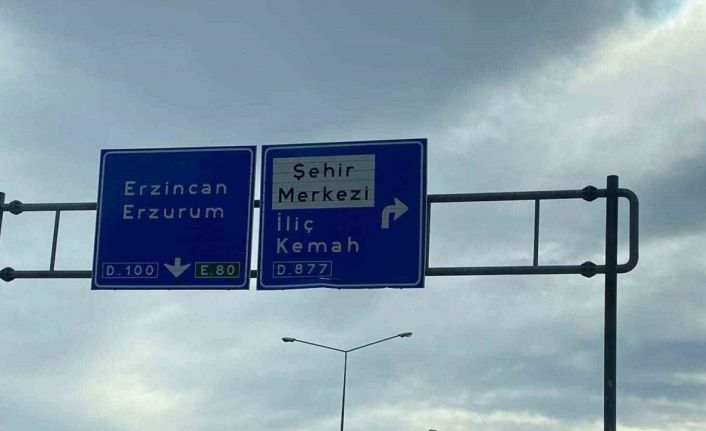 Erzincan
Erzurum
D.100 E.80
Şehir
Merkezi
İliç
Kemah
D.877